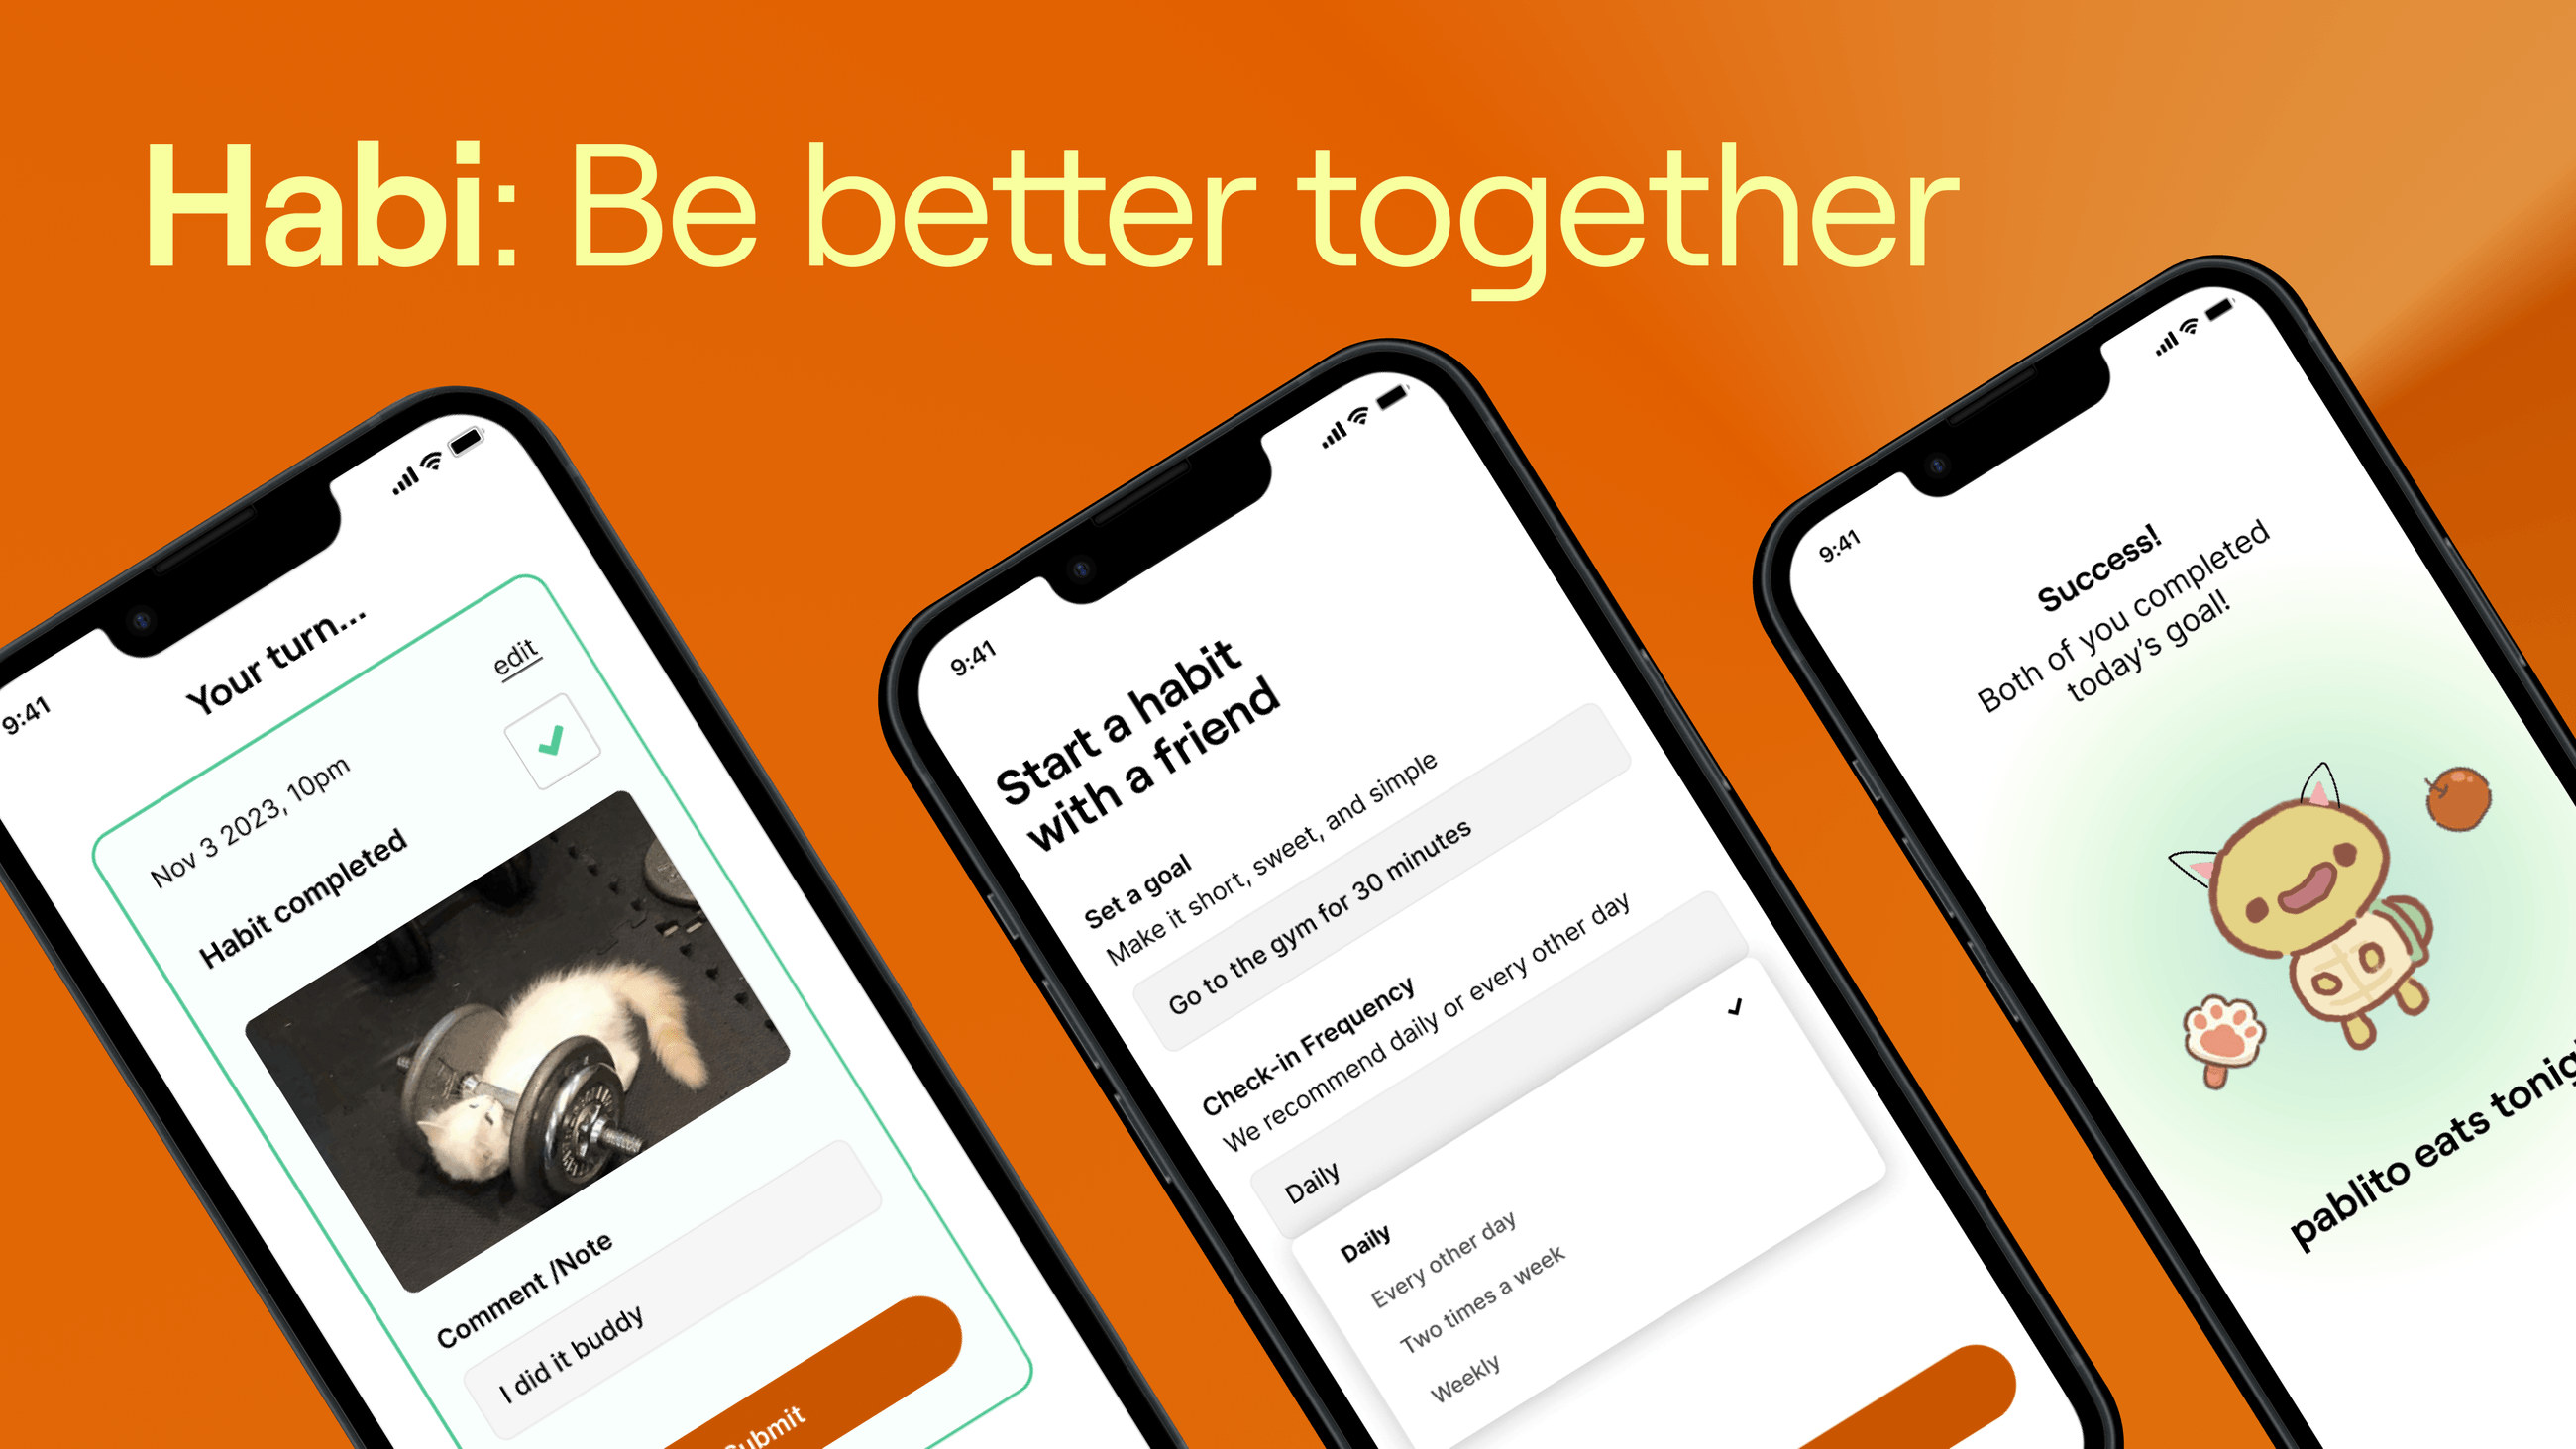 Habi: Be better together
9:41
Your turn...
edit
Nov 3 2023, 10pm
Habit completed
Comment /Note
I did it buddy
Submit
9:41
Start a habit
with a friend
Set a goal
Make it short, sweet, and simple
Go to the gym for 30 minutes
Check-in Frequency
We recommend daily or every other day
Daily
Daily
Every other day
Two times a week
Weekly
9:41
Success!
Both of you completed
today's goal!
pablito eats